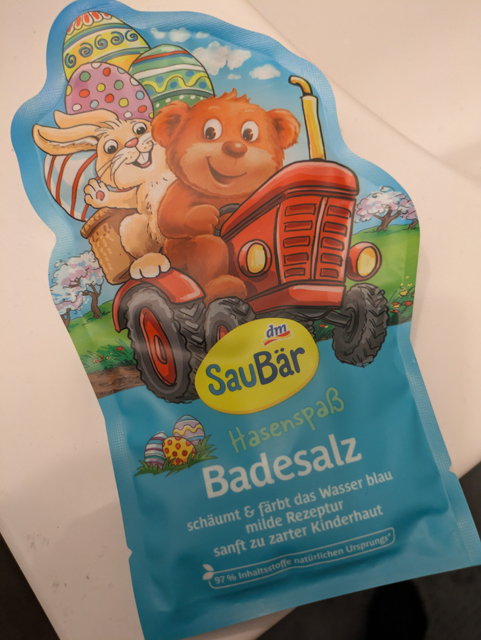 dm
SauBär
Hasenspaß
Badesalz
schäumt & färbt das Wasser blau
milde Rezeptur
sanft zu zarter Kinderhaut
97 % Inhaltsstoffe natürlichen Ursprungs*